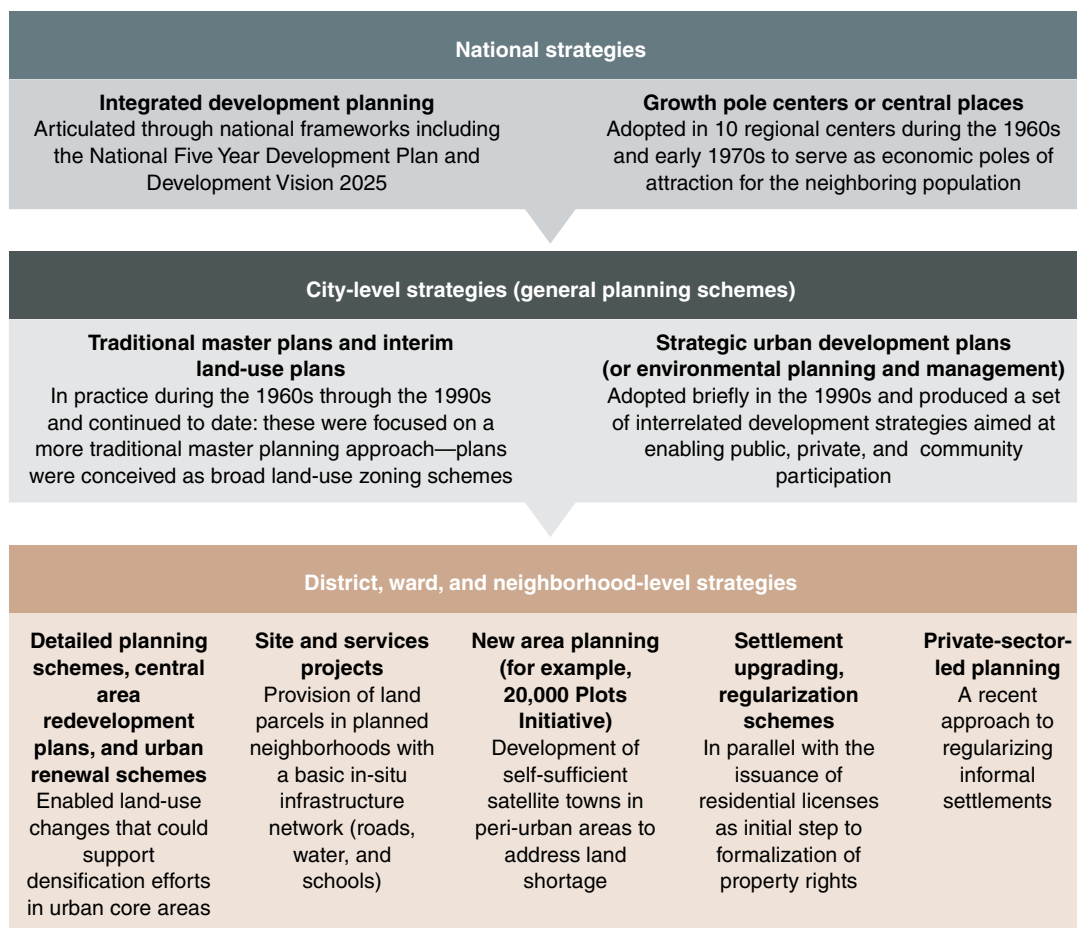 National strategies
Integrated development planning
Articulated through national frameworks including
the National Five Year Development Plan and
Development Vision 2025
Growth pole centers or central places
Adopted in 10 regional centers during the 1960s
and early 1970s to serve as economic poles of
attraction for the neighboring population
City-level strategies (general planning schemes)
Traditional master plans and interim
land-use plans
In practice during the 1960s through the 1990s
and continued to date: these were focused on a
more traditional master planning approach—plans
were conceived as broad land-use zoning schemes
Strategic urban development plans
(or environmental planning and management)
Adopted briefly in the 1990s and produced a set
of interrelated development strategies aimed at
enabling public, private, and community
participation
District, ward, and neighborhood-level strategies
Detailed planning
schemes, central
area
redevelopment
plans, and urban
renewal schemes
Enabled land-use
changes that could
support
densification efforts
in urban core areas
Site and services
projects
Provision of land
parcels in planned
neighborhoods with
a basic in-situ
infrastructure
network (roads,
water, and
schools)
New area planning
(for example,
20,000 Plots
Initiative)
Development of
self-sufficient
satellite towns in
peri-urban areas to
address land
shortage
Settlement
upgrading,
regularization
schemes
In parallel with the
issuance of
residential licenses
as initial step to
formalization of
property rights
Private-sector-
led planning
A recent
approach to
regularizing
informal
settlements